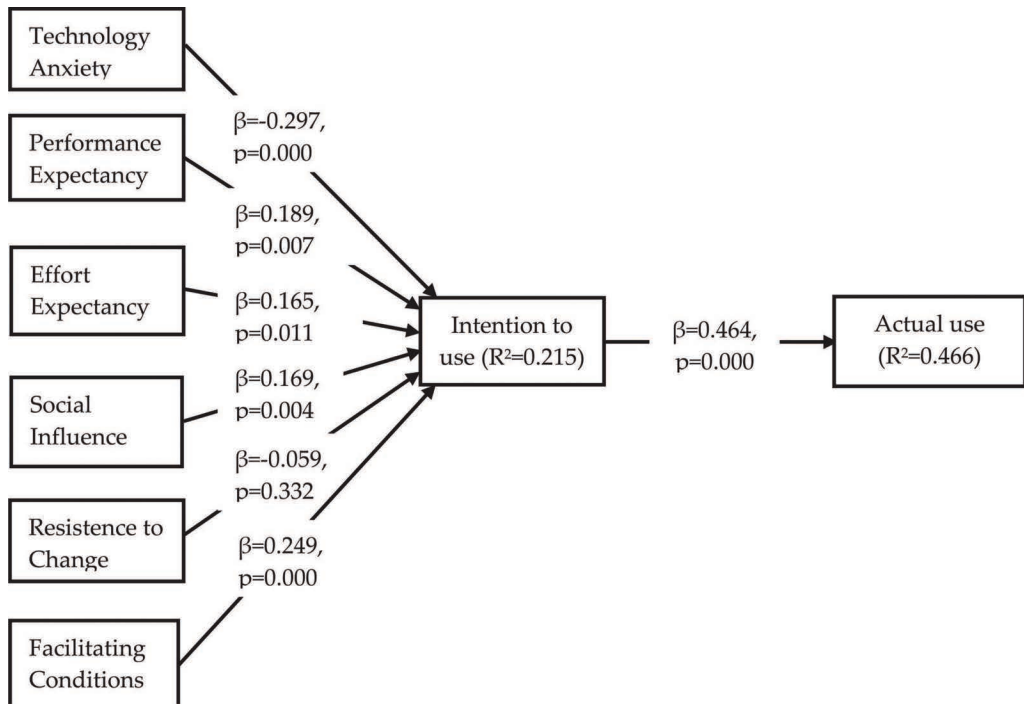 Technology
Anxiety
β=-0.297,
p=0.000
Performance
Expectancy
β=0.189,
p=0.007
Effort
Expectancy
β=0.165,
p=0.011
Intention to
use (R²=0.215)
β=0.464,
p=0.000
Actual use
(R²=0.466)
Social
Influence
β=0.169,
p=0.004
Resistence to
Change
β=-0.059,
p=0.332
Facilitating
Conditions
β=0.249,
p=0.000